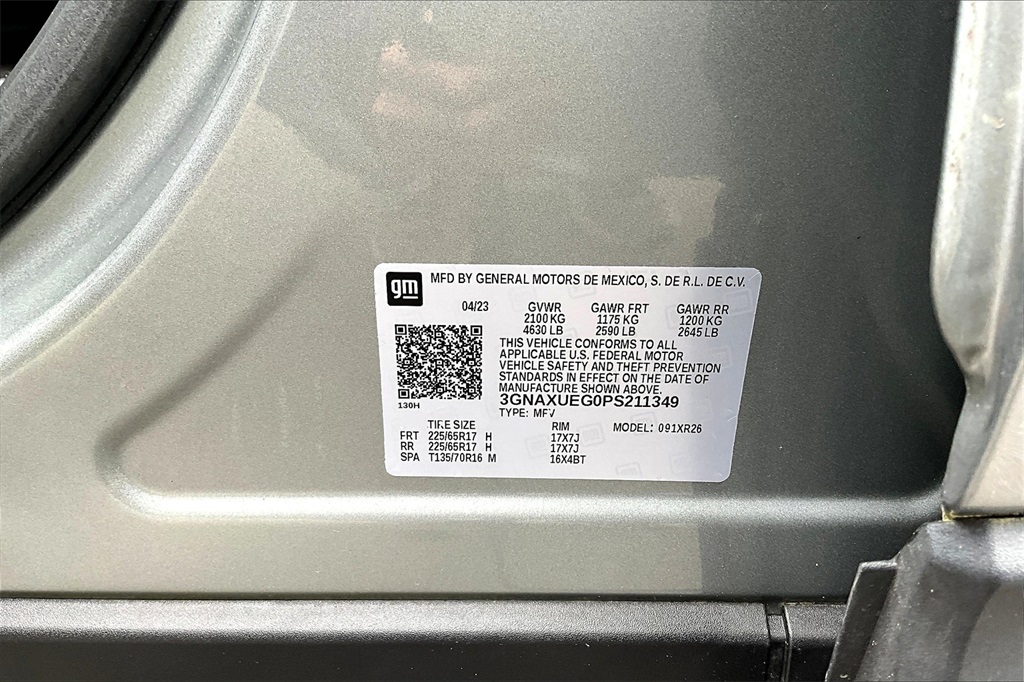 gm MFD BY GENERAL MOTORS DE MEXICO, S. DE R.L. DE C.V.
04/23 GVWR GAWR FRT GAWR RR
2100 KG 1175 KG 1200 KG
4630 LB 2590 LB 2645 LB
THIS VEHICLE CONFORMS TO ALL
APPLICABLE U.S. FEDERAL MOTOR
VEHICLE SAFETY AND THEFT PREVENTION
STANDARDS IN EFFECT ON THE DATE OF
MANUFACTURE SHOWN ABOVE.
3GNAXUEG0PS211349
130H
TYPE: MPV
TIRE SIZE RIM MODEL: 091XR26
FRT 225/65R17 H 17X7J
RR 225/65R17 H 17X7J
SPA T135/70R16 M 16X4BT